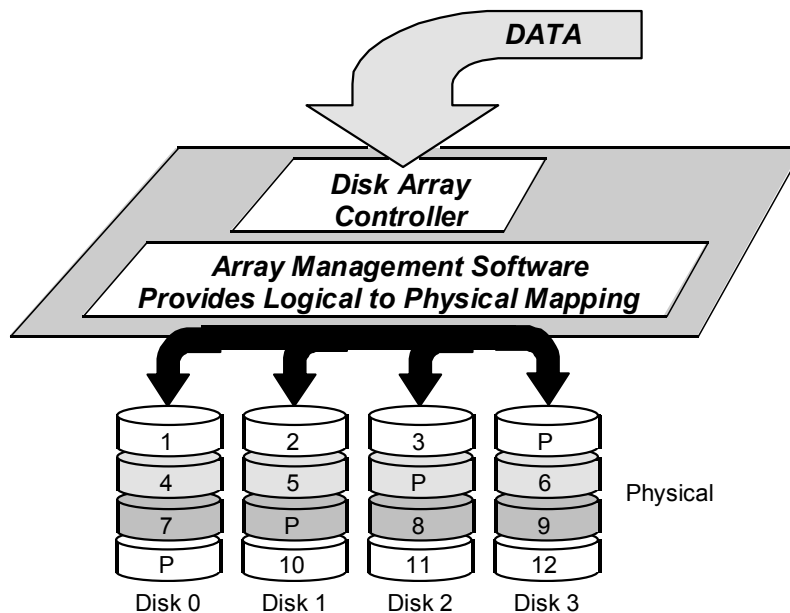 DATA
Disk Array
Controller
Array Management Software
Provides Logical to Physical Mapping
1 2 3 P
4 5 P 6
Physical
7 P 8 9
P 10 11 12
Disk 0 Disk 1 Disk 2 Disk 3